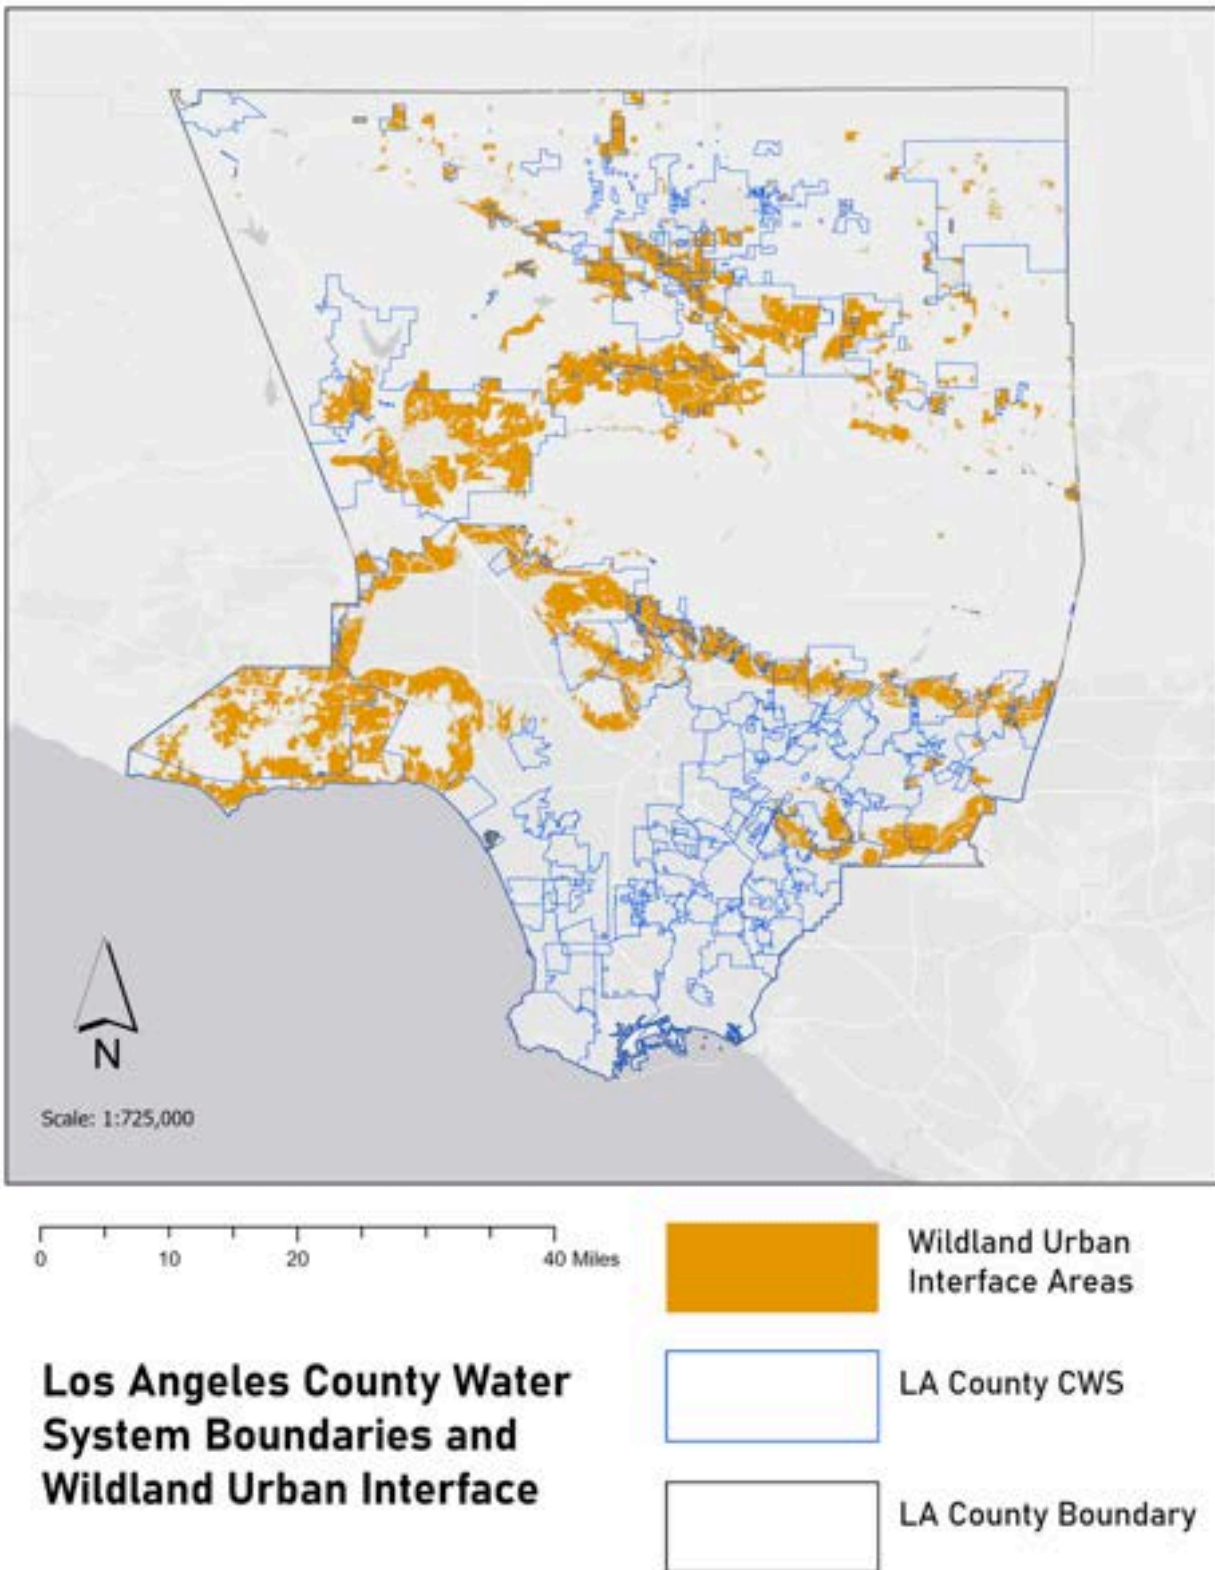 N
Scale: 1:725,000
0 10 20 40 Miles
Wildland Urban
Interface Areas
LA County CWS
LA County Boundary
Los Angeles County Water
System Boundaries and
Wildland Urban Interface